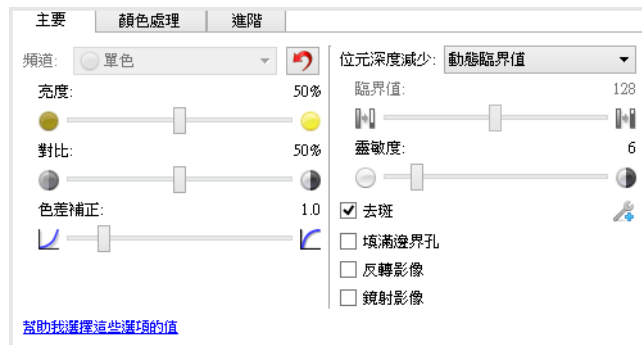 主要 顏色處理 進階
頻道: 單色
亮度: 50%
對比: 50%
色差補正: 1.0
幫助我選擇這些選項的值
位元深度減少: 動態臨界值
臨界值: 128
靈敏度: 6
去斑
填滿邊界孔
反轉影像
鏡射影像